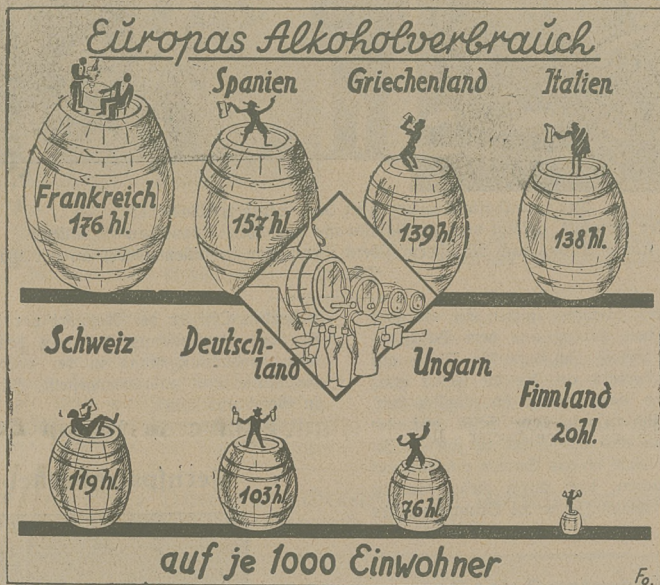 Europas Alkoholverbrauch
Spanien
Griechenland
Italien
Frankreich
176 hl.
157 hl.
139 hl.
138 hl.
Schweiz
Deutsch-
land
Ungarn
Finnland
20 hl.
119 hl.
103 hl.
76 hl.
auf je 1000 Einwohner
Fo.